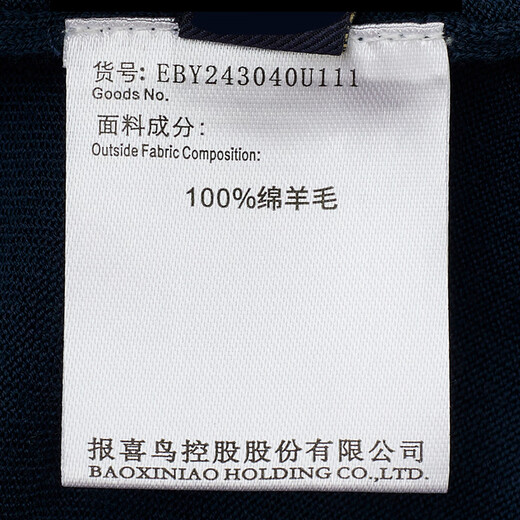 货号: EBY243040U111
Goods No.
面料成分:
Outside Fabric Composition:
100%绵羊毛
报喜鸟控股股份有限公司
BAOXINIAO HOLDING CO.,LTD.